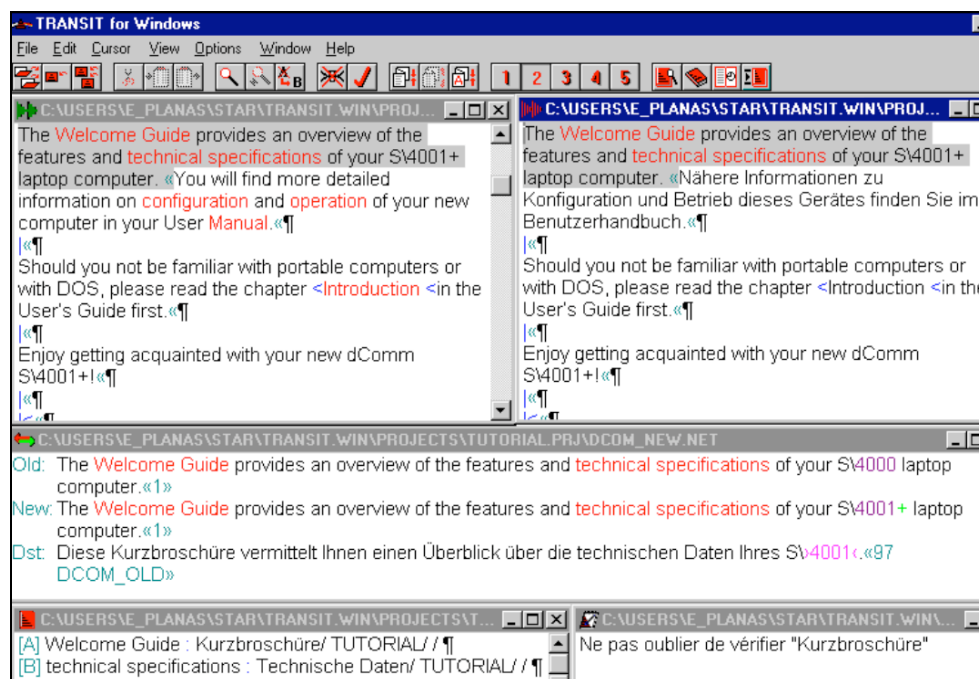 TRANSIT for Windows
File Edit Cursor View Options Window Help
A B A 1 2 3 4 5
C:\USERS\E_PLANAS\STAR\TRANSIT.WIN\PROJ...
The Welcome Guide provides an overview of the
features and technical specifications of your S\4001+
laptop computer. «You will find more detailed
information on configuration and operation of your new
computer in your User Manual.«¶
|«¶
Should you not be familiar with portable computers or
with DOS, please read the chapter <Introduction <in the
User's Guide first.«¶
|«¶
Enjoy getting acquainted with your new dComm
S\4001+!«¶
|«¶
|<«¶
C:\USERS\E_PLANAS\STAR\TRANSIT.WIN\PROJ...
The Welcome Guide provides an overview of the
features and technical specifications of your S\4001+
laptop computer. «Nähere Informationen zu
Konfiguration und Betrieb dieses Gerätes finden Sie im
Benutzerhandbuch.«¶
|«¶
Should you not be familiar with portable computers or
with DOS, please read the chapter <Introduction <in the
User's Guide first.«¶
|«¶
Enjoy getting acquainted with your new dComm
S\4001+!«¶
|«¶
|<«¶
C:\USERS\E_PLANAS\STAR\TRANSIT.WIN\PROJECTS\TUTORIAL.PRJ\DCOM_NEW.NET
Old: The Welcome Guide provides an overview of the features and technical specifications of your S\4000 laptop
computer.«1»
New: The Welcome Guide provides an overview of the features and technical specifications of your S\4001+ laptop
computer.«1»
Dst: Diese Kurzbroschüre vermittelt Ihnen einen Überblick über die technischen Daten Ihres S\›4001‹.«97
DCOM_OLD»
C:\USERS\E_PLANAS\STAR\TRANSIT.WIN\PROJECTS\T...
[A] Welcome Guide : Kurzbroschüre/ TUTORIAL/ / ¶
[B] technical specifications : Technische Daten/ TUTORIAL/ / ¶
C:\USERS\E_PLANAS\STAR\TRANSIT.WIN\...
Ne pas oublier de vérifier "Kurzbroschüre"